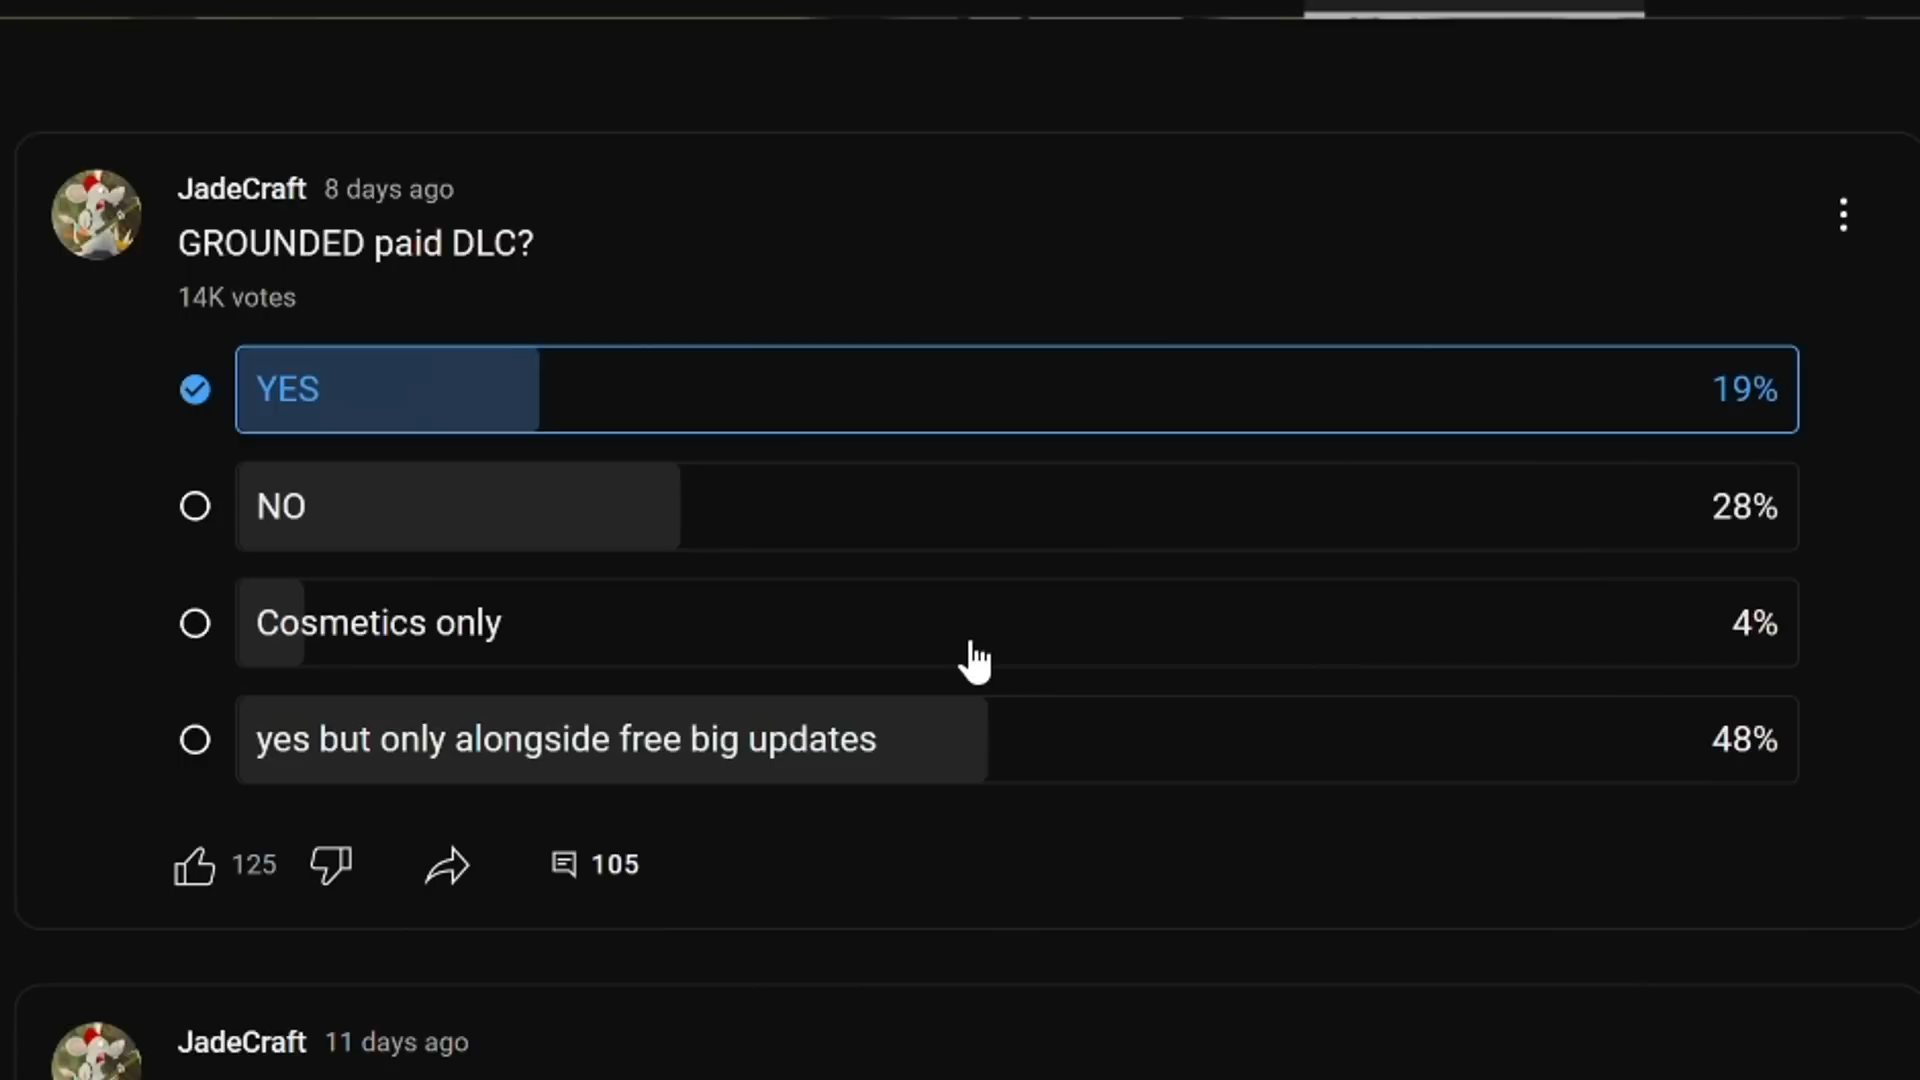 JadeCraft 8 days ago
GROUNDED paid DLC?
14K votes
YES 19%
NO 28%
Cosmetics only 4%
yes but only alongside free big updates 48%
125 105
JadeCraft 11 days ago